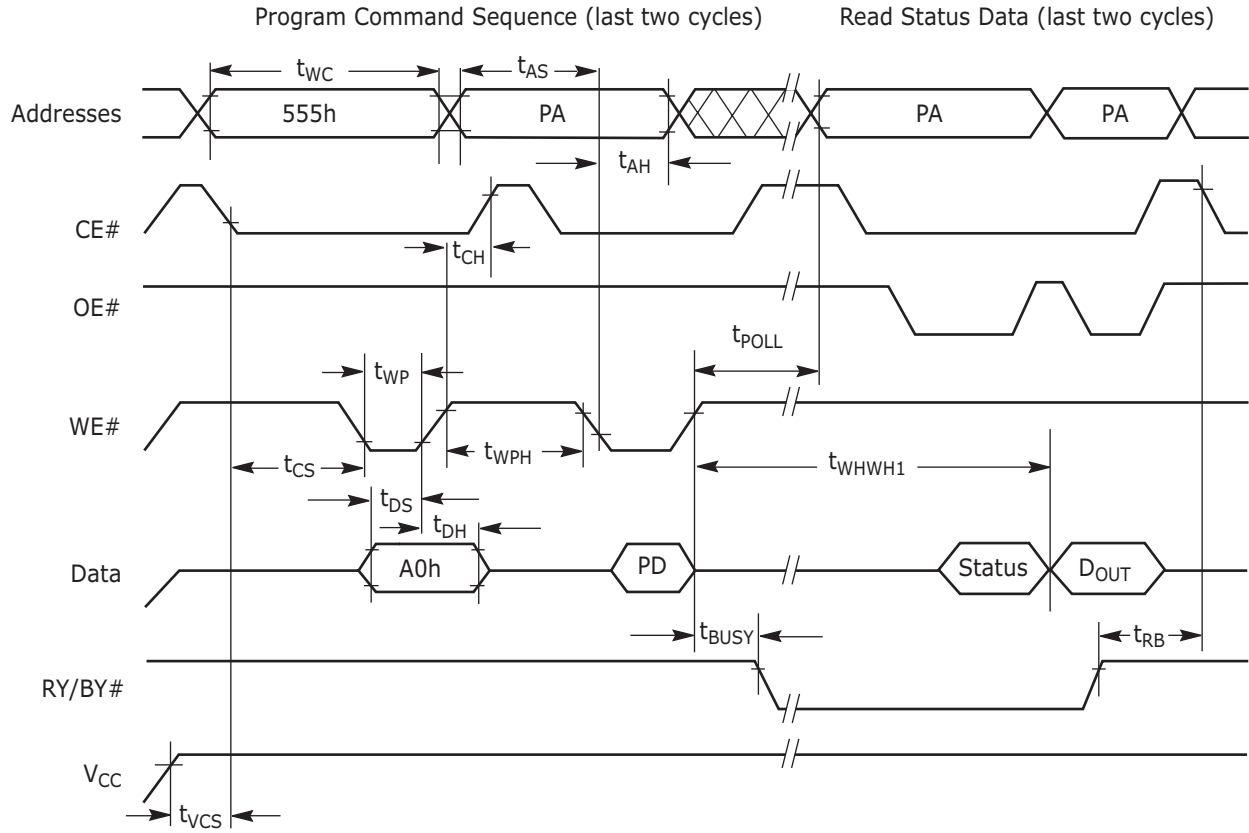 Program Command Sequence (last two cycles)
Read Status Data (last two cycles)
tWC
tAS
Addresses
555h
PA
PA
PA
tAH
CE#
tCH
OE#
tPOLL
tWP
WE#
tWPH
tCS
tWHWH1
tDS
tDH
Data
A0h
PD
Status
DOUT
tBUSY
tRB
RY/BY#
VCC
tVCS